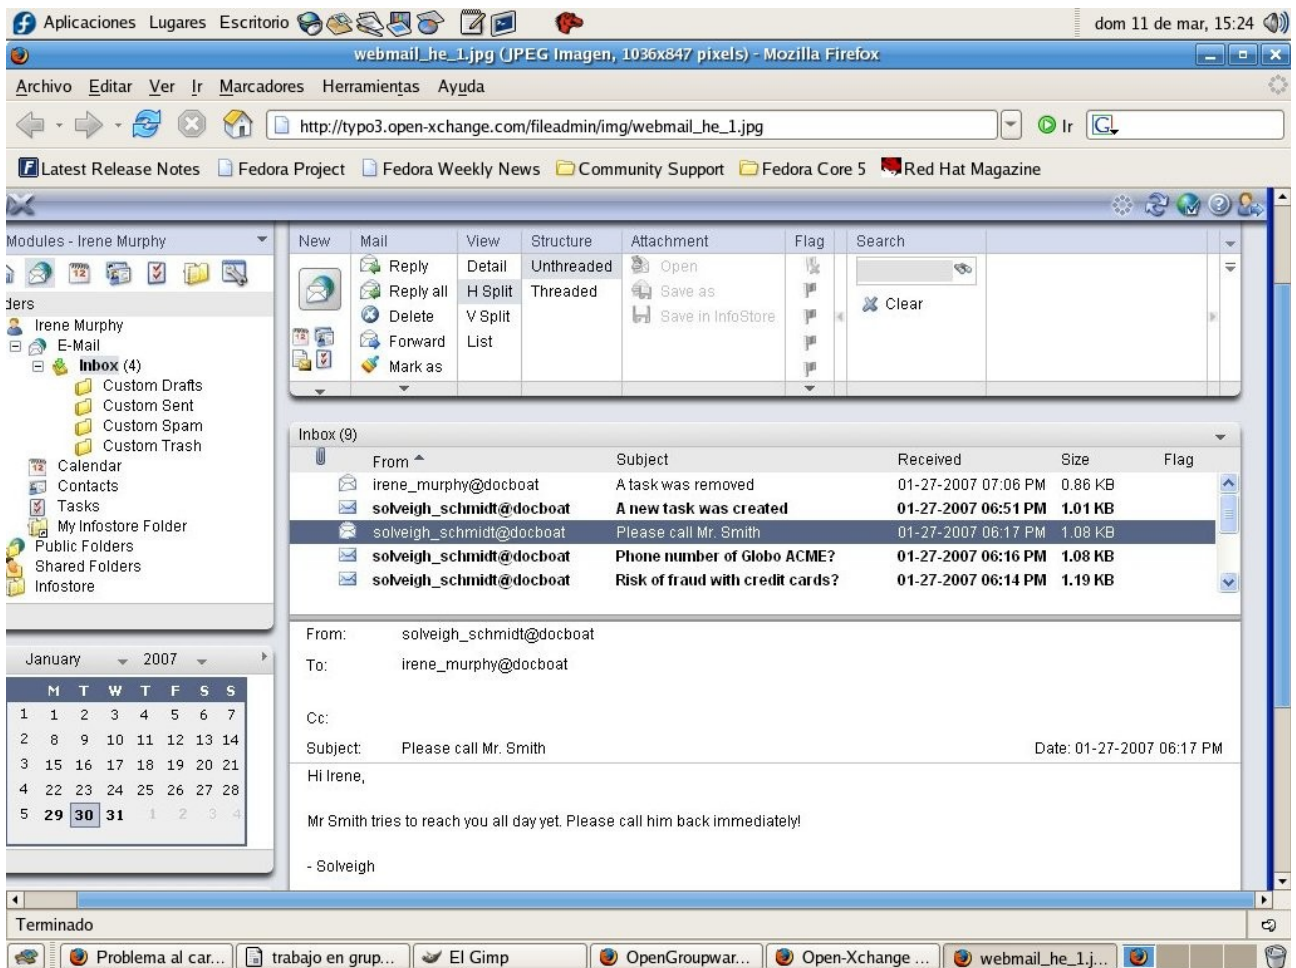 Aplicaciones Lugares Escritorio dom 11 de mar, 15:24
webmail_he_1.jpg (JPEG Imagen, 1036x847 pixels) - Mozilla Firefox
Archivo Editar Ver Ir Marcadores Herramientas Ayuda
http://typo3.open-xchange.com/fileadmin/img/webmail_he_1.jpg Ir G
Latest Release Notes Fedora Project Fedora Weekly News Community Support Fedora Core 5 Red Hat Magazine
Modules - Irene Murphy
ders
Irene Murphy
E-Mail
Inbox (4)
Custom Drafts
Custom Sent
Custom Spam
Custom Trash
Calendar
Contacts
Tasks
My Infostore Folder
Public Folders
Shared Folders
Infostore
January 2007
M T W T F S S
1 1 2 3 4 5 6 7
2 8 9 10 11 12 13 14
3 15 16 17 18 19 20 21
4 22 23 24 25 26 27 28
5 29 30 31 1 2 3 4
New Mail View Structure Attachment Flag Search
Reply Detail Unthreaded Open
Reply all H Split Threaded Save as
Delete V Split Save in InfoStore Clear
Forward List
Mark as
Inbox (9)
From Subject Received Size Flag
irene_murphy@docboat A task was removed 01-27-2007 07:06 PM 0.86 KB
solveigh_schmidt@docboat A new task was created 01-27-2007 06:51 PM 1.01 KB
solveigh_schmidt@docboat Please call Mr. Smith 01-27-2007 06:17 PM 1.08 KB
solveigh_schmidt@docboat Phone number of Globo ACME? 01-27-2007 06:16 PM 1.08 KB
solveigh_schmidt@docboat Risk of fraud with credit cards? 01-27-2007 06:14 PM 1.19 KB
From: solveigh_schmidt@docboat
To: irene_murphy@docboat
Cc:
Subject: Please call Mr. Smith Date: 01-27-2007 06:17 PM
Hi Irene,
Mr Smith tries to reach you all day yet. Please call him back immediately!
- Solveigh
Terminado
Problema al car... trabajo en grup... El Gimp OpenGroupwar... Open-Xchange ... webmail_he_1.j...